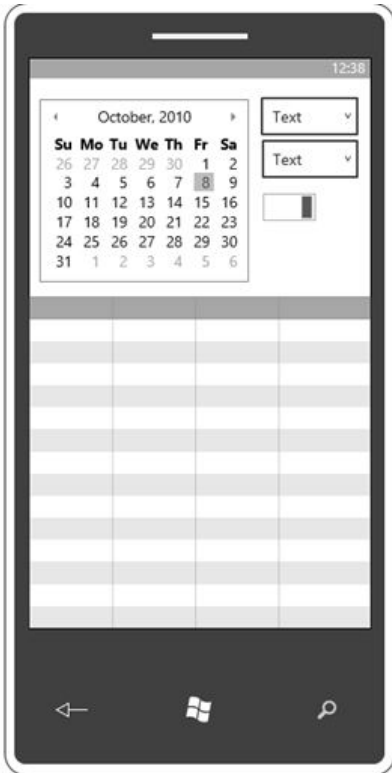 12:38
October, 2010
Su Mo Tu We Th Fr Sa
26 27 28 29 30 1 2
3 4 5 6 7 8 9
10 11 12 13 14 15 16
17 18 19 20 21 22 23
24 25 26 27 28 29 30
31 1 2 3 4 5 6
Text
Text